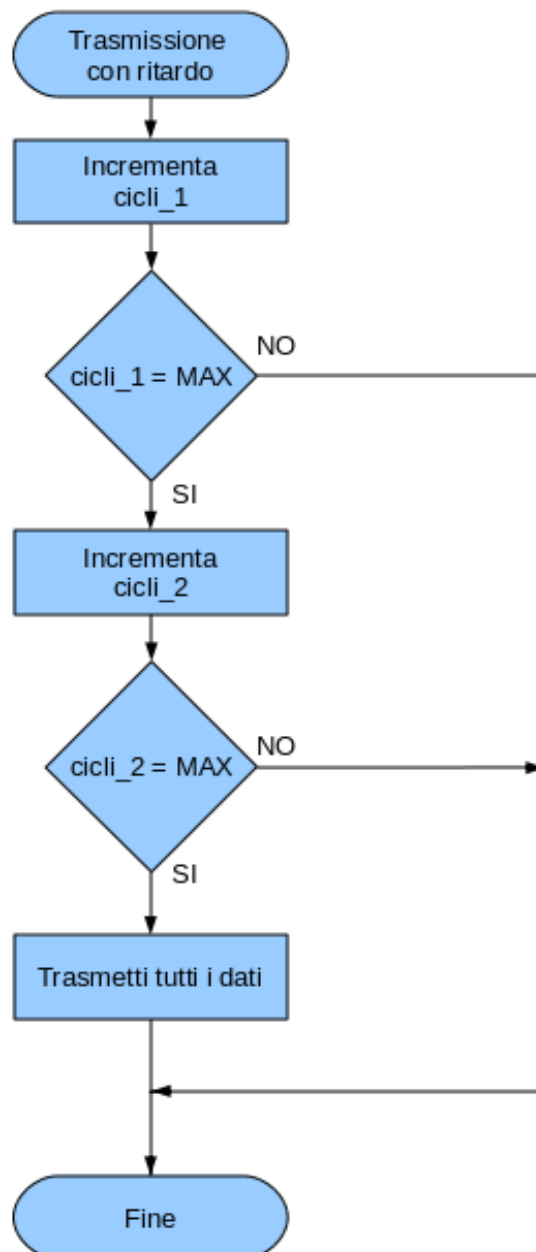 Trasmissione
con ritardo
Incrementa
cicli_1
cicli_1 = MAX
NO
SI
Incrementa
cicli_2
cicli_2 = MAX
NO
SI
Trasmetti tutti i dati
Fine